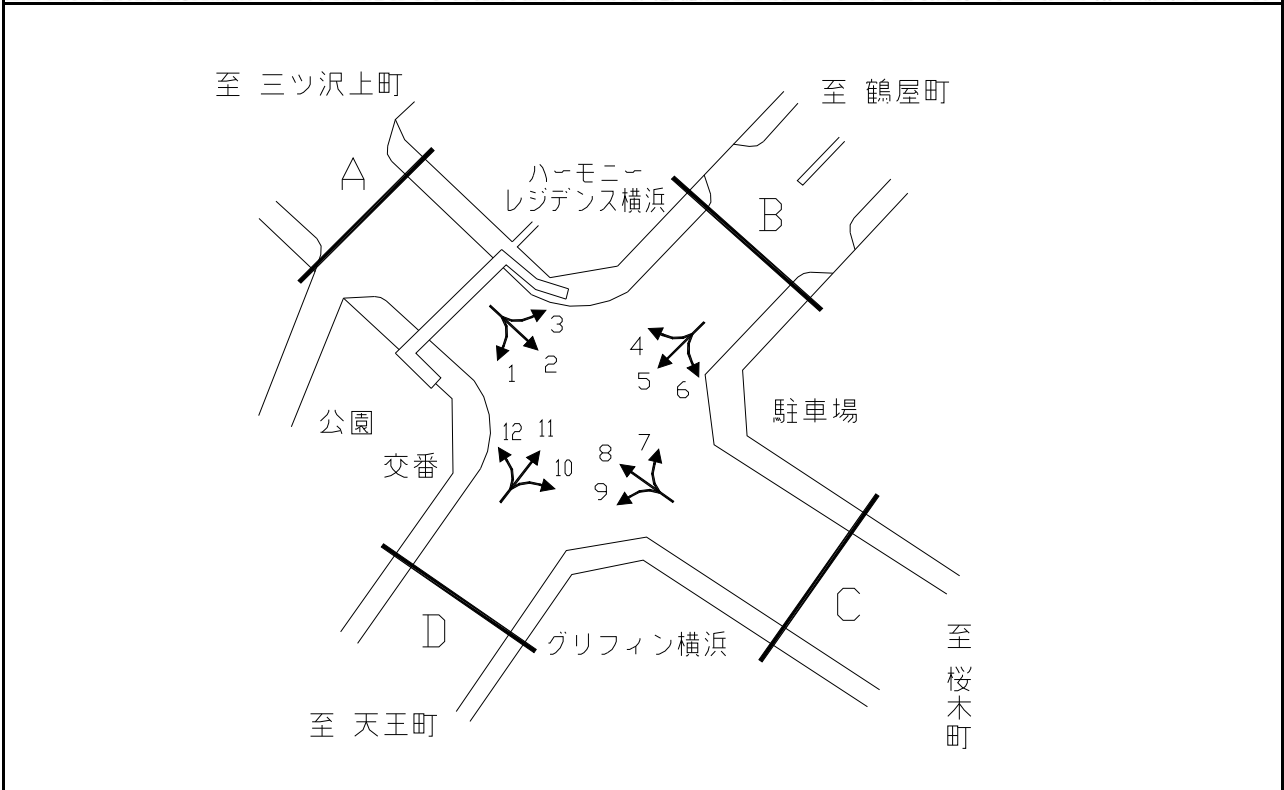 至 三ツ沢上町
至 鶴屋町
A
ハーモニー
レジデンス横浜
B
3
2
1
4
5
6
公園
駐車場
交番
12
11
10
7
8
9
C
D
グリフィン横浜
至 桜木町
至 天王町